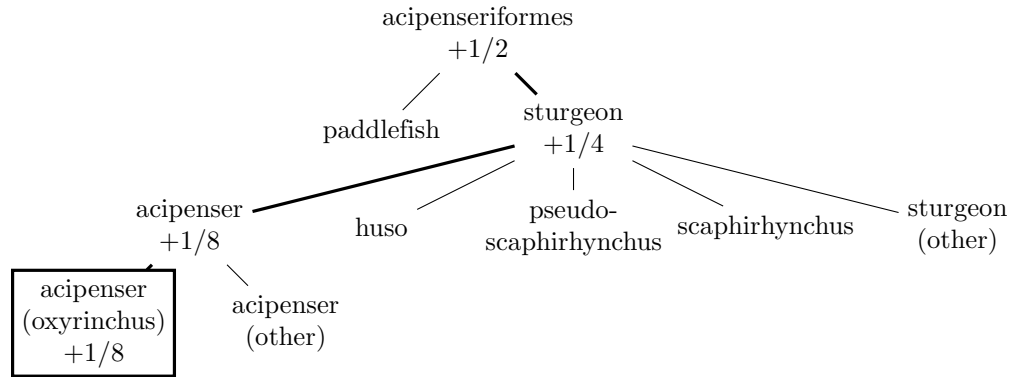 acipenseriformes
+1/2
paddlefish
sturgeon
+1/4
acipenser
+1/8
huso
pseudo-
scaphirhynchus
scaphirhynchus
sturgeon
(other)
acipenser
(oxyrinchus)
+1/8
acipenser
(other)